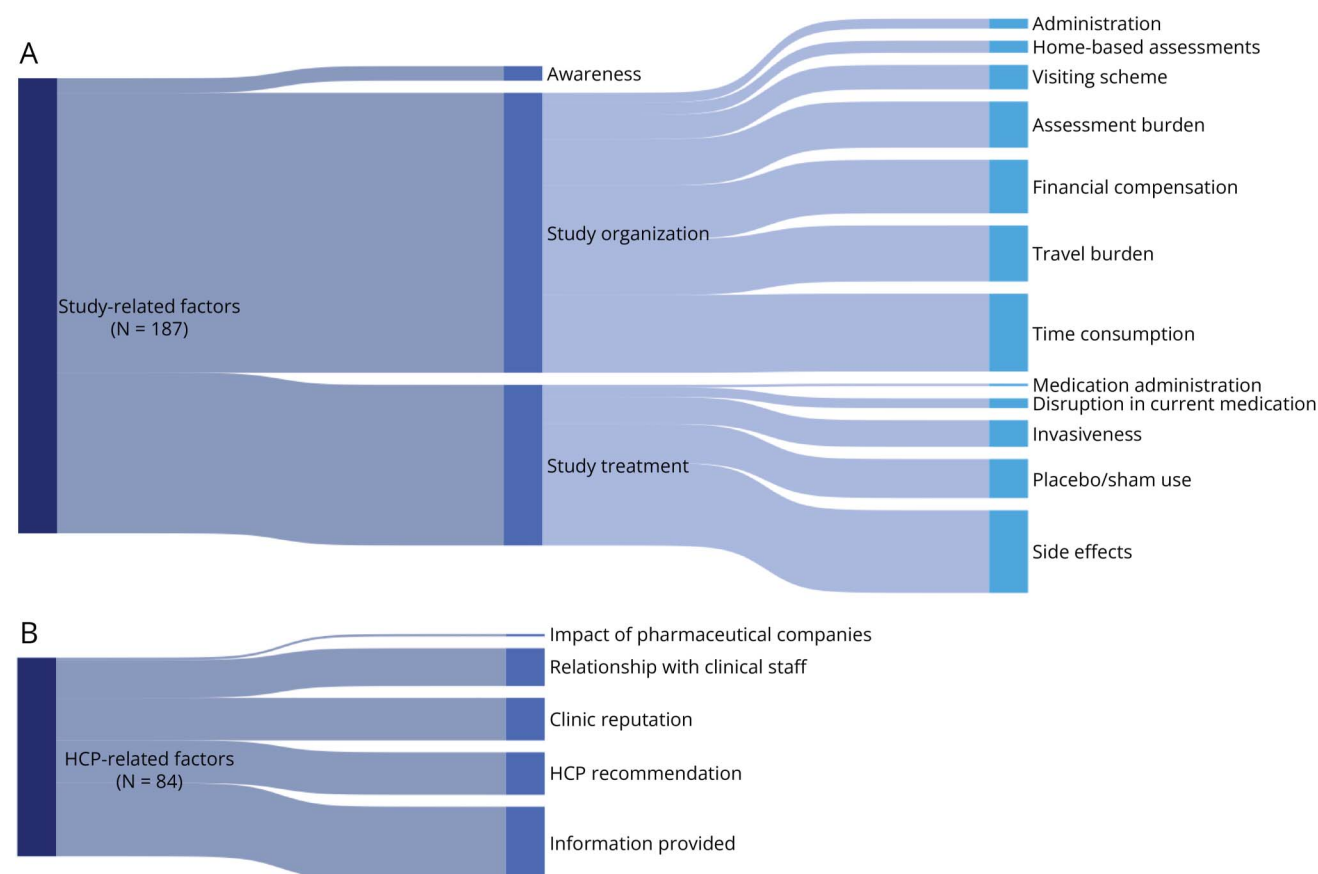 A
Study-related factors
(N = 187)
Awareness
Study organization
Study treatment
Administration
Home-based assessments
Visiting scheme
Assessment burden
Financial compensation
Travel burden
Time consumption
Medication administration
Disruption in current medication
Invasiveness
Placebo/sham use
Side effects
B
HCP-related factors
(N = 84)
Impact of pharmaceutical companies
Relationship with clinical staff
Clinic reputation
HCP recommendation
Information provided